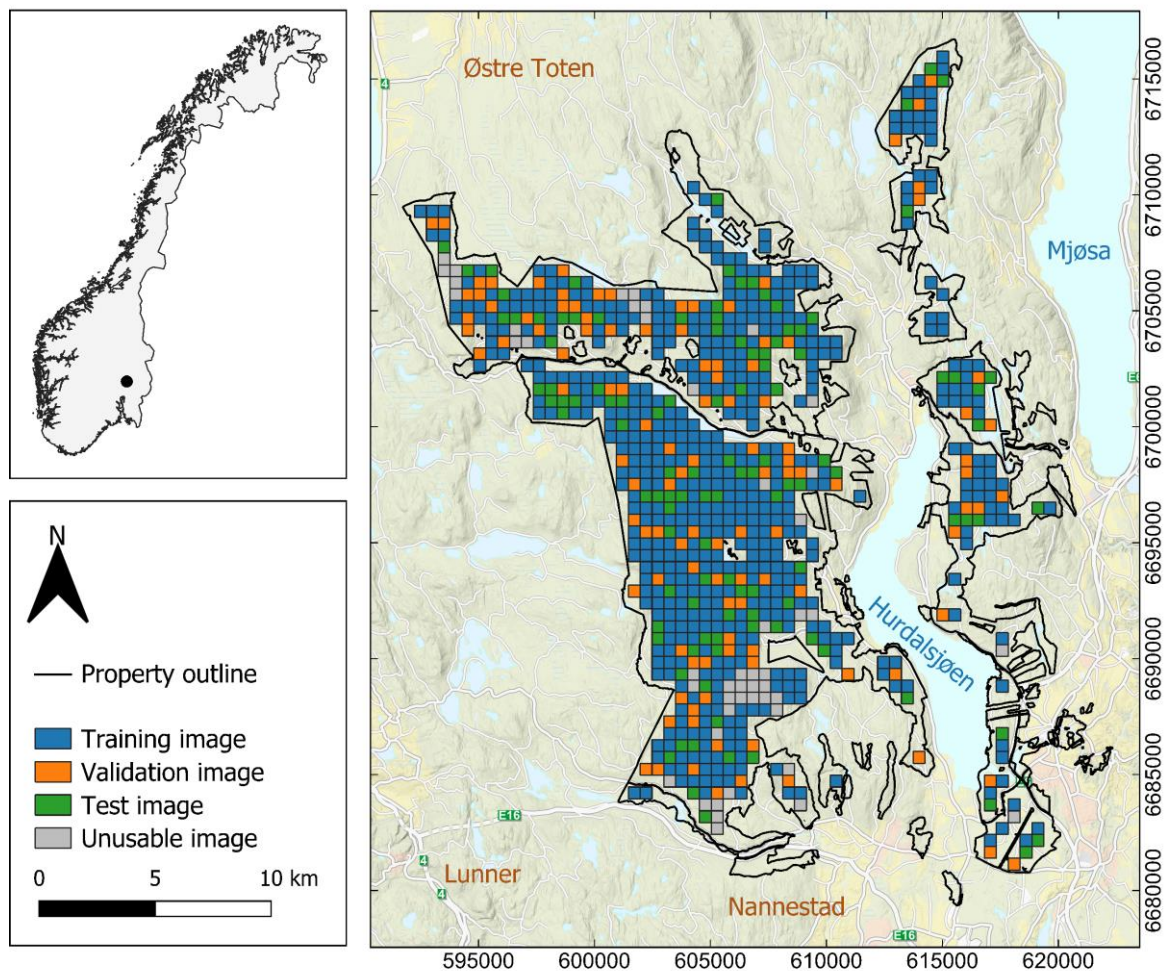 N
Property outline
Training image
Validation image
Test image
Unusable image
0 5 10 km
Østre Toten
4
Mjøsa
Hurdalsjøen
E16
4
Lunner
4
Nannestad
E16
6715000
6710000
6705000
6700000
6695000
6690000
6685000
6680000
595000 600000 605000 610000 615000 620000